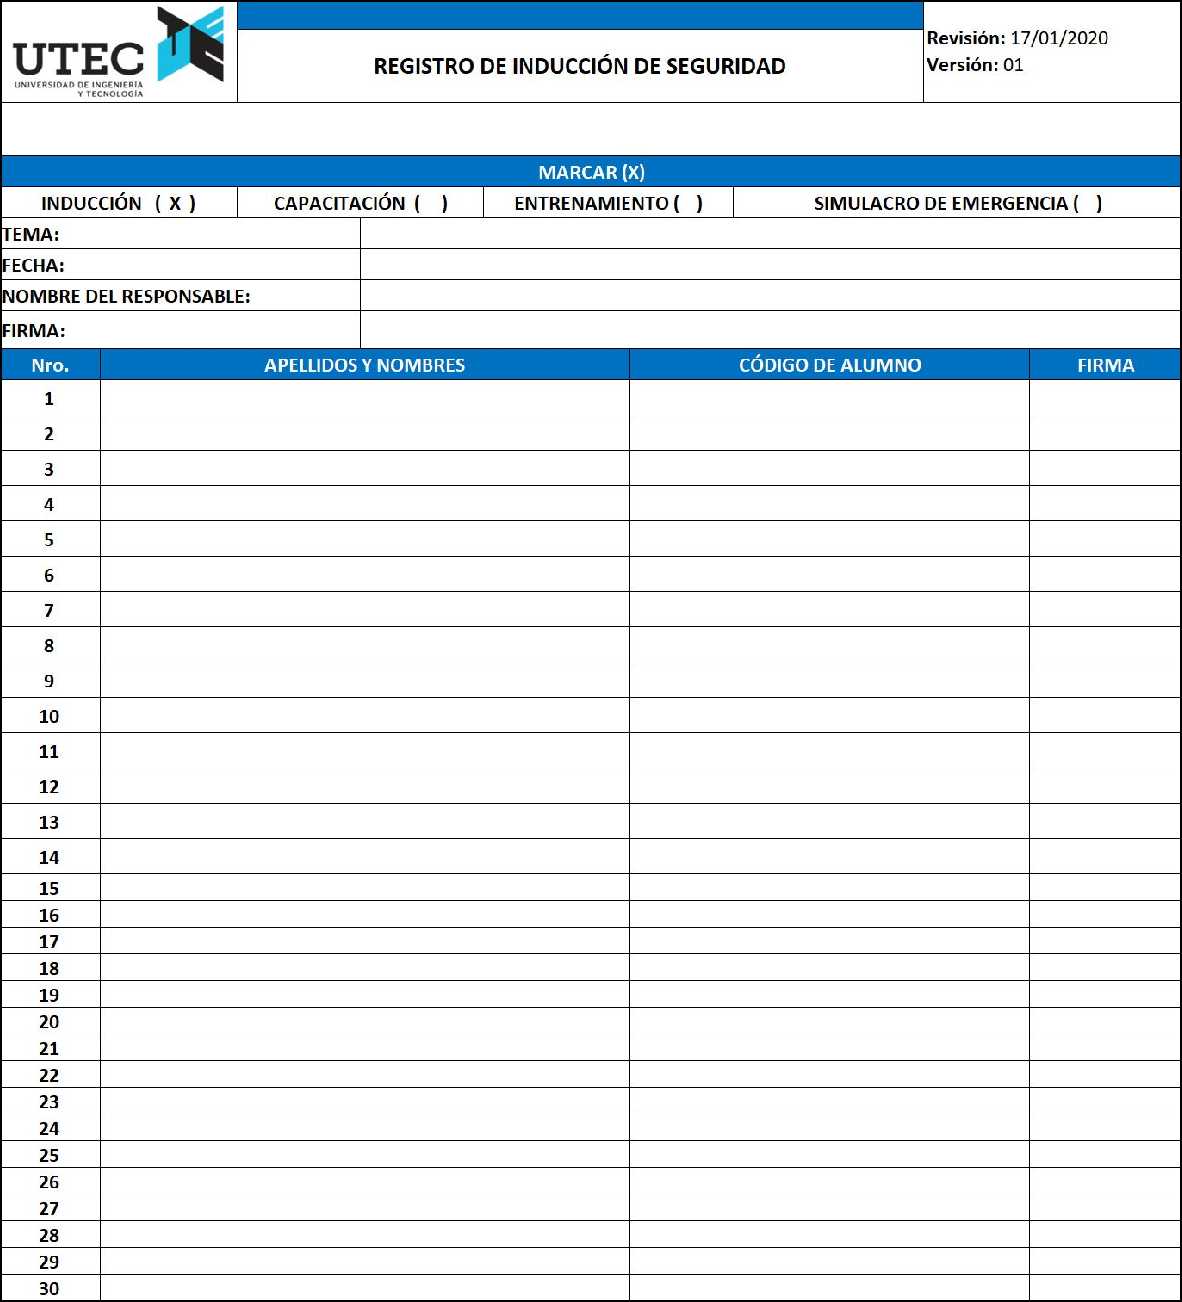 UTEC
UNIVERSIDAD DE INGENIERÍA
Y TECNOLOGÍA
REGISTRO DE INDUCCIÓN DE SEGURIDAD
Revisión: 17/01/2020
Versión: 01
MARCAR (X)
INDUCCIÓN ( X ) CAPACITACIÓN ( ) ENTRENAMIENTO ( ) SIMULACRO DE EMERGENCIA ( )
TEMA:
FECHA:
NOMBRE DEL RESPONSABLE:
FIRMA:
Nro. APELLIDOS Y NOMBRES CÓDIGO DE ALUMNO FIRMA
1
2
3
4
5
6
7
8
9
10
11
12
13
14
15
16
17
18
19
20
21
22
23
24
25
26
27
28
29
30